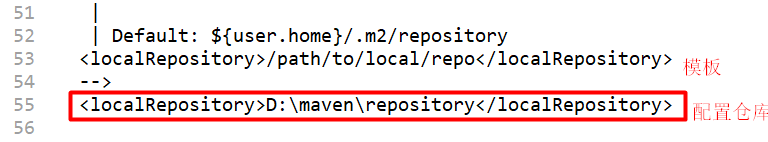 51 |
52 | Default: ${user.home}/.m2/repository
53 <localRepository>/path/to/local/repo</localRepository> 模板
54 -->
55 <localRepository>D:\maven\repository</localRepository> 配置仓库
56